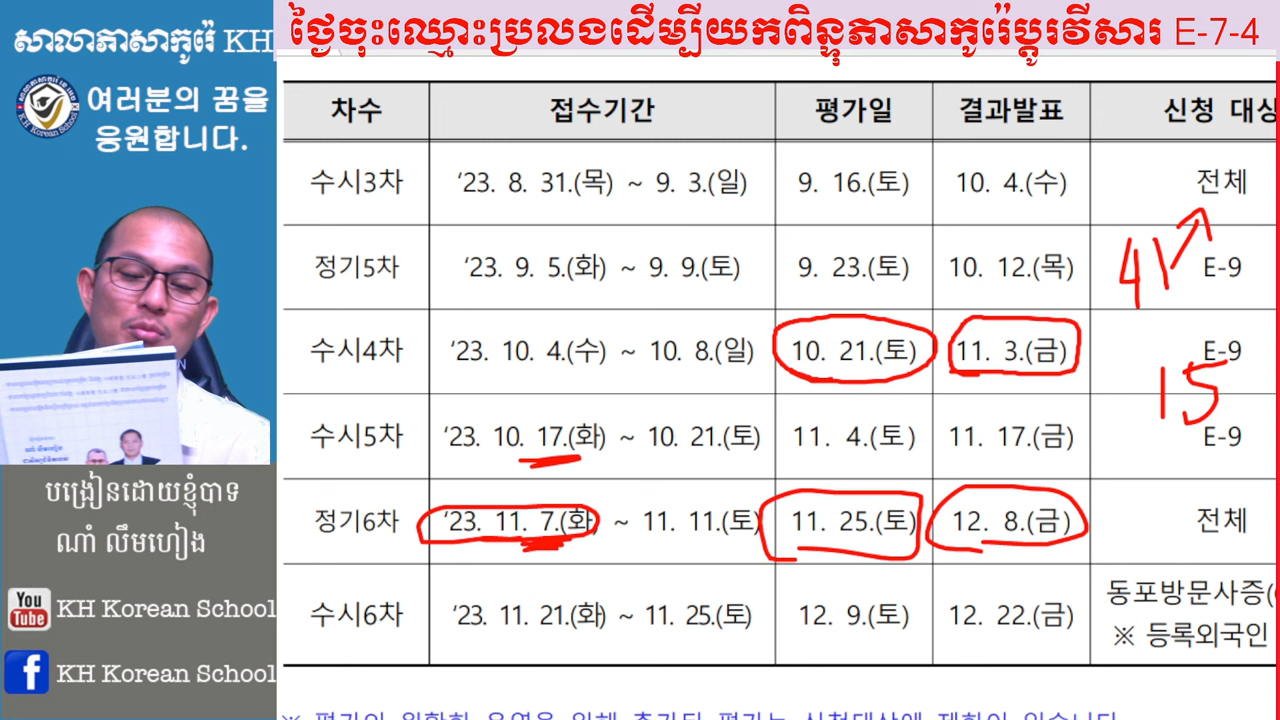 សាលាភាសាកូរ៉េ KH
ថ្ងៃចុះឈ្មោះប្រលងដើម្បីយកពិន្ទុភាសាកូរ៉េប្តូរវីសារ E-7-4
KH Korean School
여러분의 꿈을
응원합니다.
차수 접수기간 평가일 결과발표 신청 대상
수시3차 ‘23. 8. 31.(목) ~ 9. 3.(일) 9. 16.(토) 10. 4.(수) 전체
41
정기5차 ‘23. 9. 5.(화) ~ 9. 9.(토) 9. 23.(토) 10. 12.(목) E-9
수시4차 ‘23. 10. 4.(수) ~ 10. 8.(일) 10. 21.(토) 11. 3.(금) E-9
15
수시5차 ‘23. 10. 17.(화) ~ 10. 21.(토) 11. 4.(토) 11. 17.(금) E-9
정기6차 ‘23. 11. 7.(화) ~ 11. 11.(토) 11. 25.(토) 12. 8.(금) 전체
수시6차 ‘23. 11. 21.(화) ~ 11. 25.(토) 12. 9.(토) 12. 22.(금) 동포방문사증(
※ 등록외국인
បង្រៀនដោយខ្ញុំបាទ
ណាំ លឹមហៀង
You Tube KH Korean School
f KH Korean School